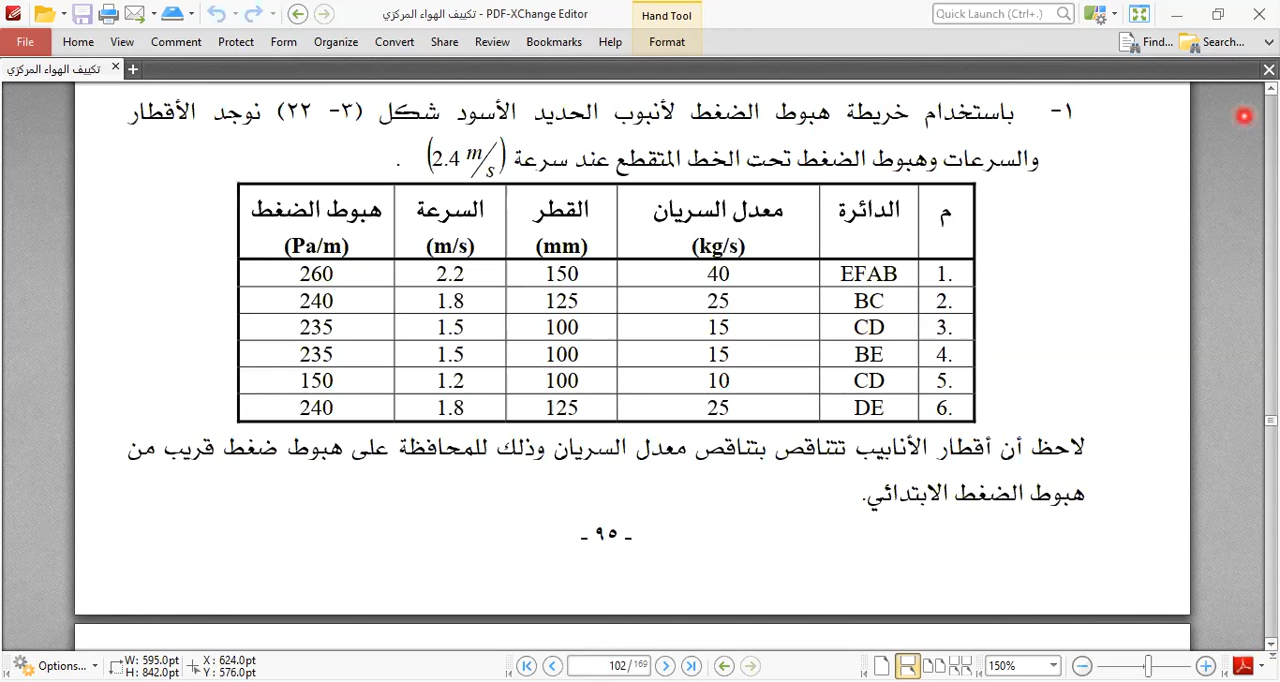 تكييف الهواء المركزي - PDF-XChange Editor
Hand Tool
Quick Launch (Ctrl+.)
File Home View Comment Protect Form Organize Convert Share Review Bookmarks Help Format Find... Search...
تكييف الهواء المركزي
١- باستخدام خريطة هبوط الضغط لأنبوب الحديد الأسود شكل (٣- ٢٢) نوجد الأقطار
والسرعات وهبوط الضغط تحت الخط المتقطع عند سرعة (2.4 m/s) .
م الدائرة معدل السريان القطر السرعة هبوط الضغط
(kg/s) (mm) (m/s) (Pa/m)
1. EFAB 40 150 2.2 260
2. BC 25 125 1.8 240
3. CD 15 100 1.5 235
4. BE 15 100 1.5 235
5. CD 10 100 1.2 150
6. DE 25 125 1.8 240
لاحظ أن أقطار الأنابيب تتناقص بتناقص معدل السريان وذلك للمحافظة على هبوط ضغط قريب من
هبوط الضغط الابتدائي.
- ٩٥ -
Options... W: 595.0pt X: 624.0pt 102 / 169 150%
H: 842.0pt Y: 576.0pt